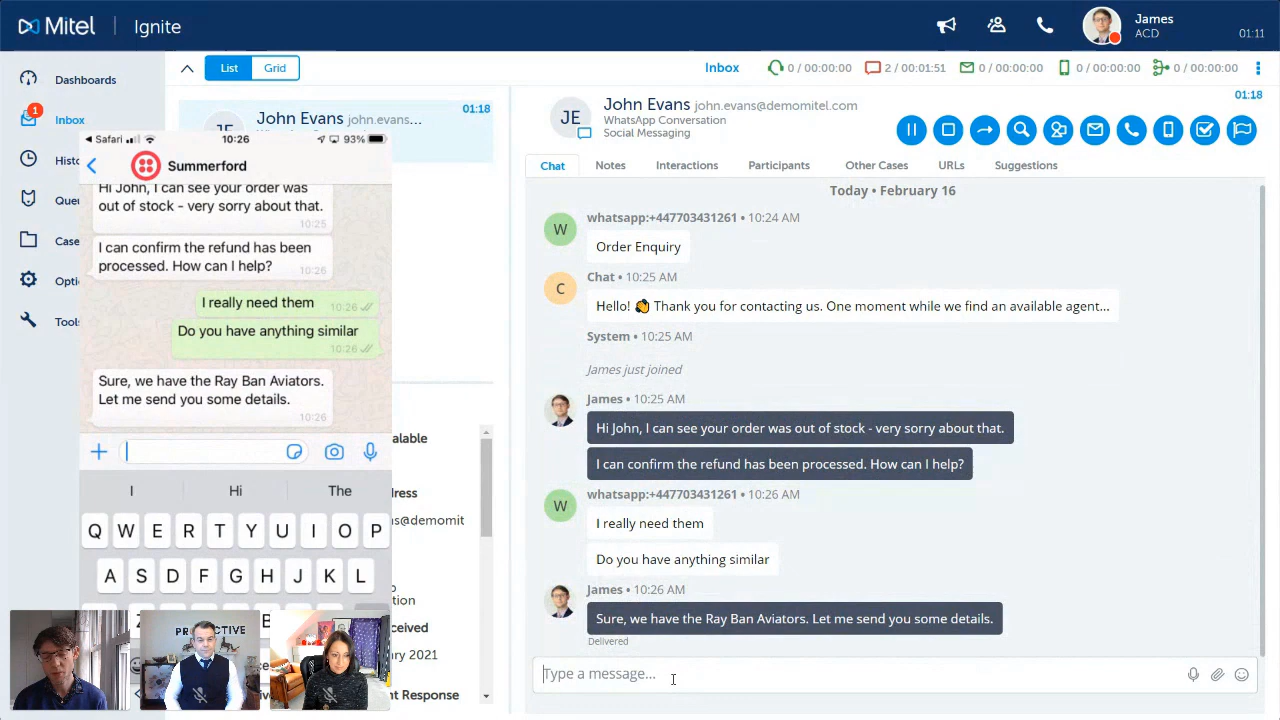 Mitel
Ignite
James
ACD
01:11
Dashboards
1
Inbox
List
Grid
Inbox
0 / 00:00:00
2 / 00:01:51
0 / 00:00:00
0 / 00:00:00
0 / 00:00:00
JE
John Evans john.evans...
01:18
Safari
10:26
93%
Summerford
Hi John, I can see your order was
out of stock - very sorry about that.
10:25
I can confirm the refund has been
processed. How can I help?
10:26
I really need them
10:26
Do you have anything similar
10:26
Sure, we have the Ray Ban Aviators.
Let me send you some details.
10:26
I Hi The
Q W E R T Y U I O P
A S D F G H J K L
Z B
Tools
ation
nt Response
JE
John Evans john.evans@demomitel.com
WhatsApp Conversation
Social Messaging
01:18
Chat
Notes
Interactions
Participants
Other Cases
URLs
Suggestions
Today • February 16
W
whatsapp:+447703431261 • 10:24 AM
Order Enquiry
C
Chat • 10:25 AM
Hello! 👋 Thank you for contacting us. One moment while we find an available agent...
System • 10:25 AM
James just joined
James • 10:25 AM
Hi John, I can see your order was out of stock - very sorry about that.
I can confirm the refund has been processed. How can I help?
W
whatsapp:+447703431261 • 10:26 AM
I really need them
Do you have anything similar
James • 10:26 AM
Sure, we have the Ray Ban Aviators. Let me send you some details.
Delivered
Type a message...